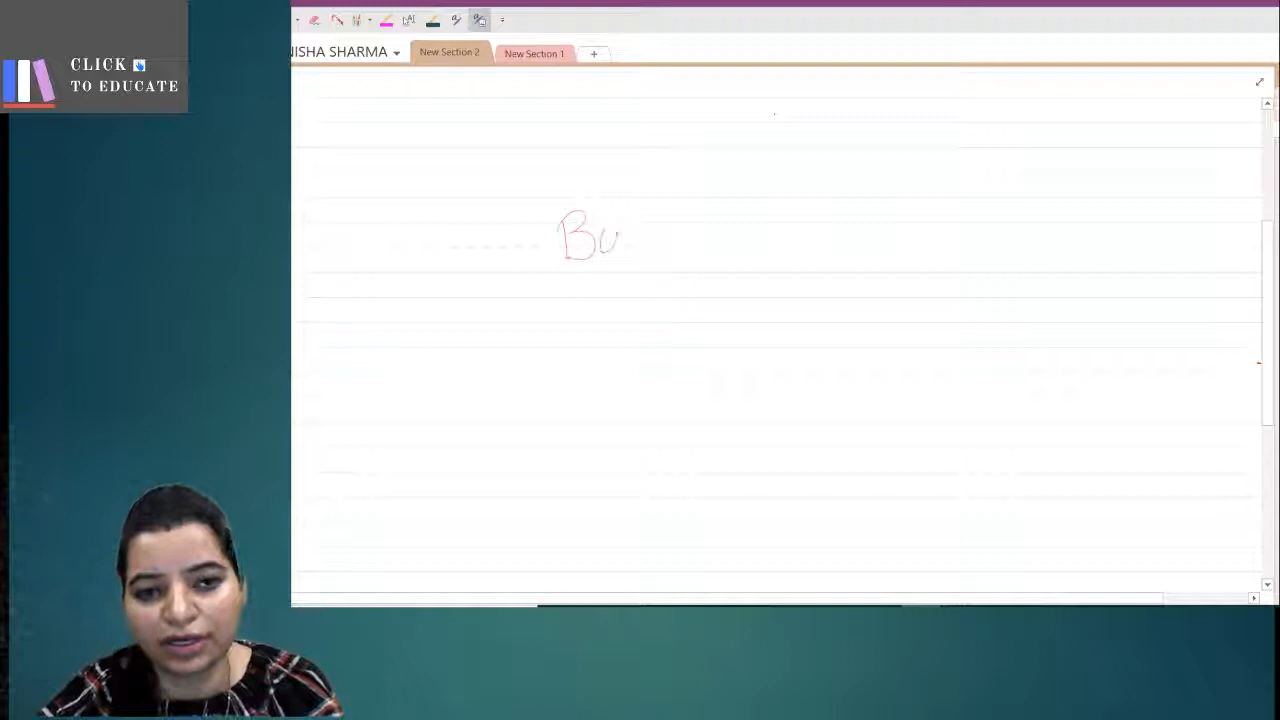 CLICK
TO EDUCATE
NISHA SHARMA
New Section 2
New Section 1
Bu